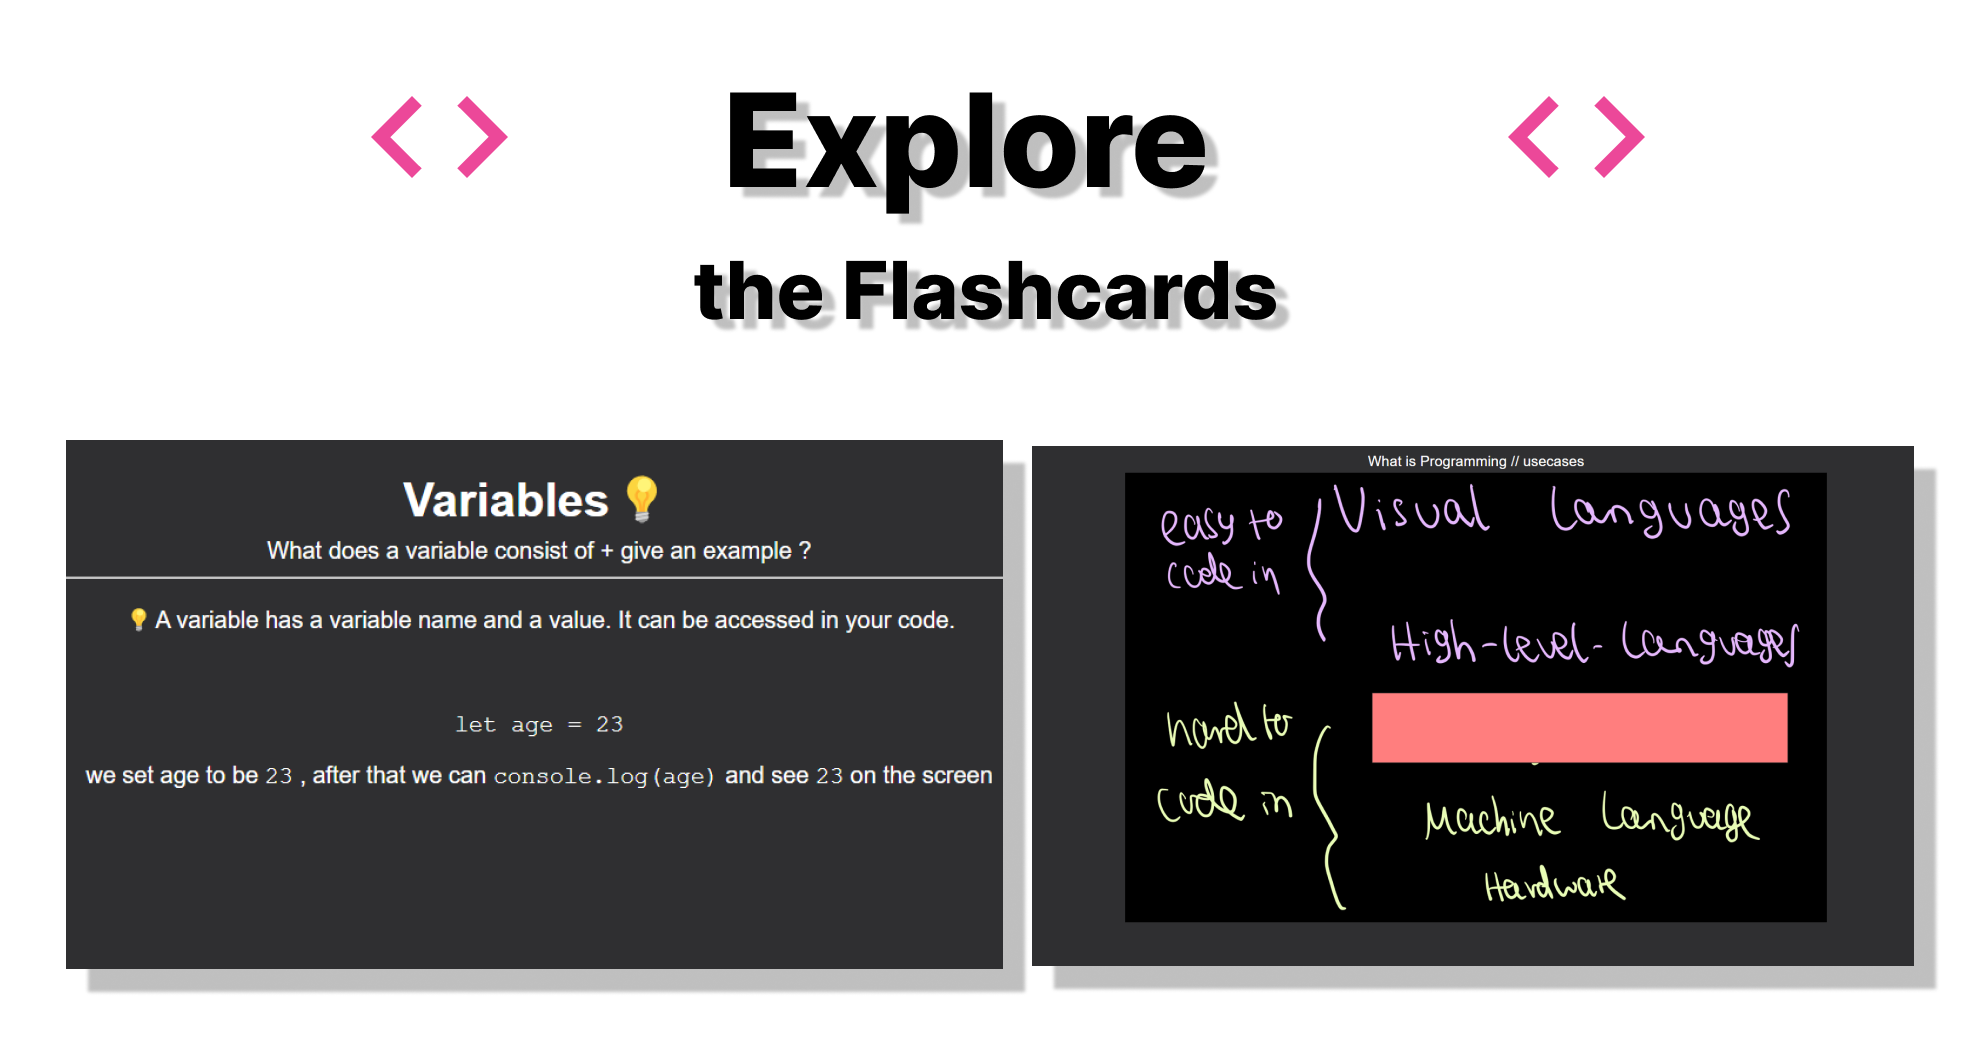 < > Explore < >
the Flashcards
Variables 💡
What does a variable consist of + give an example ?
💡 A variable has a variable name and a value. It can be accessed in your code.
let age = 23
we set age to be 23 , after that we can console.log(age) and see 23 on the screen
What is Programming // usecases
easy to
code in
Visual Languages
High-level-Languages
hard to
code in
Machine Language
Hardware